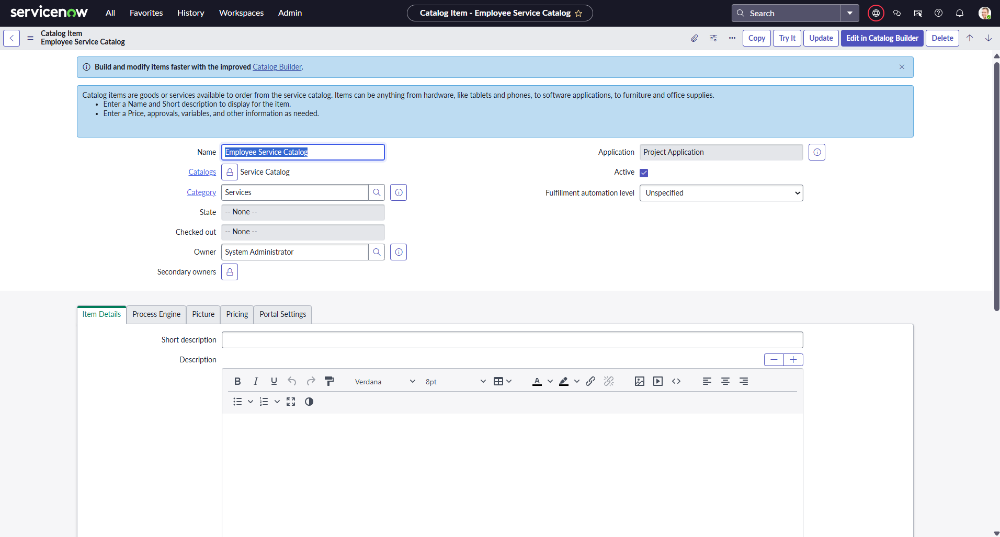 servicenow All Favorites History Workspaces Admin Catalog Item - Employee Service Catalog Search
Catalog Item
Employee Service Catalog
Copy Try It Update Edit in Catalog Builder Delete
Build and modify items faster with the improved Catalog Builder.
Catalog items are goods or services available to order from the service catalog. Items can be anything from hardware, like tablets and phones, to software applications, to furniture and office supplies.
• Enter a Name and Short description to display for the item.
• Enter a Price, approvals, variables, and other information as needed.
Name Employee Service Catalog
Application Project Application
Catalogs Service Catalog
Active
Category Services
Fulfillment automation level Unspecified
State -- None --
Checked out -- None --
Owner System Administrator
Secondary owners
Item Details Process Engine Picture Pricing Portal Settings
Short description
Description
B I U Verdana 8pt A